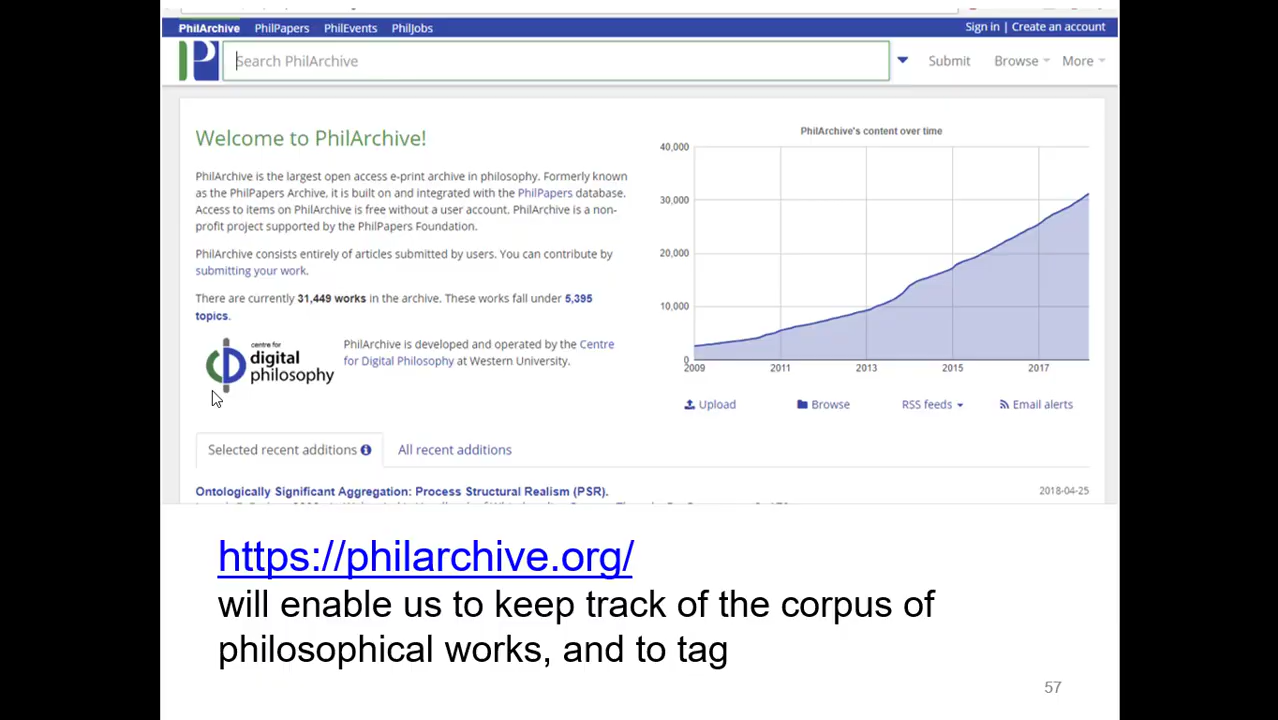 PhilArchive PhilPapers PhilEvents PhilJobs Sign in | Create an account
Search PhilArchive Submit Browse More
Welcome to PhilArchive!
PhilArchive is the largest open access e-print archive in philosophy. Formerly known
as the PhilPapers Archive, it is built on and integrated with the PhilPapers database.
Access to items on PhilArchive is free without a user account. PhilArchive is a non-
profit project supported by the PhilPapers Foundation.
PhilArchive consists entirely of articles submitted by users. You can contribute by
submitting your work.
There are currently 31,449 works in the archive. These works fall under 5,395
topics.
centre for
digital
philosophy
PhilArchive is developed and operated by the Centre
for Digital Philosophy at Western University.
PhilArchive's content over time
40,000
30,000
20,000
10,000
0
2009 2011 2013 2015 2017
Upload Browse RSS feeds Email alerts
Selected recent additions All recent additions
Ontologically Significant Aggregation: Process Structural Realism (PSR). 2018-04-25
https://philarchive.org/
will enable us to keep track of the corpus of
philosophical works, and to tag
57